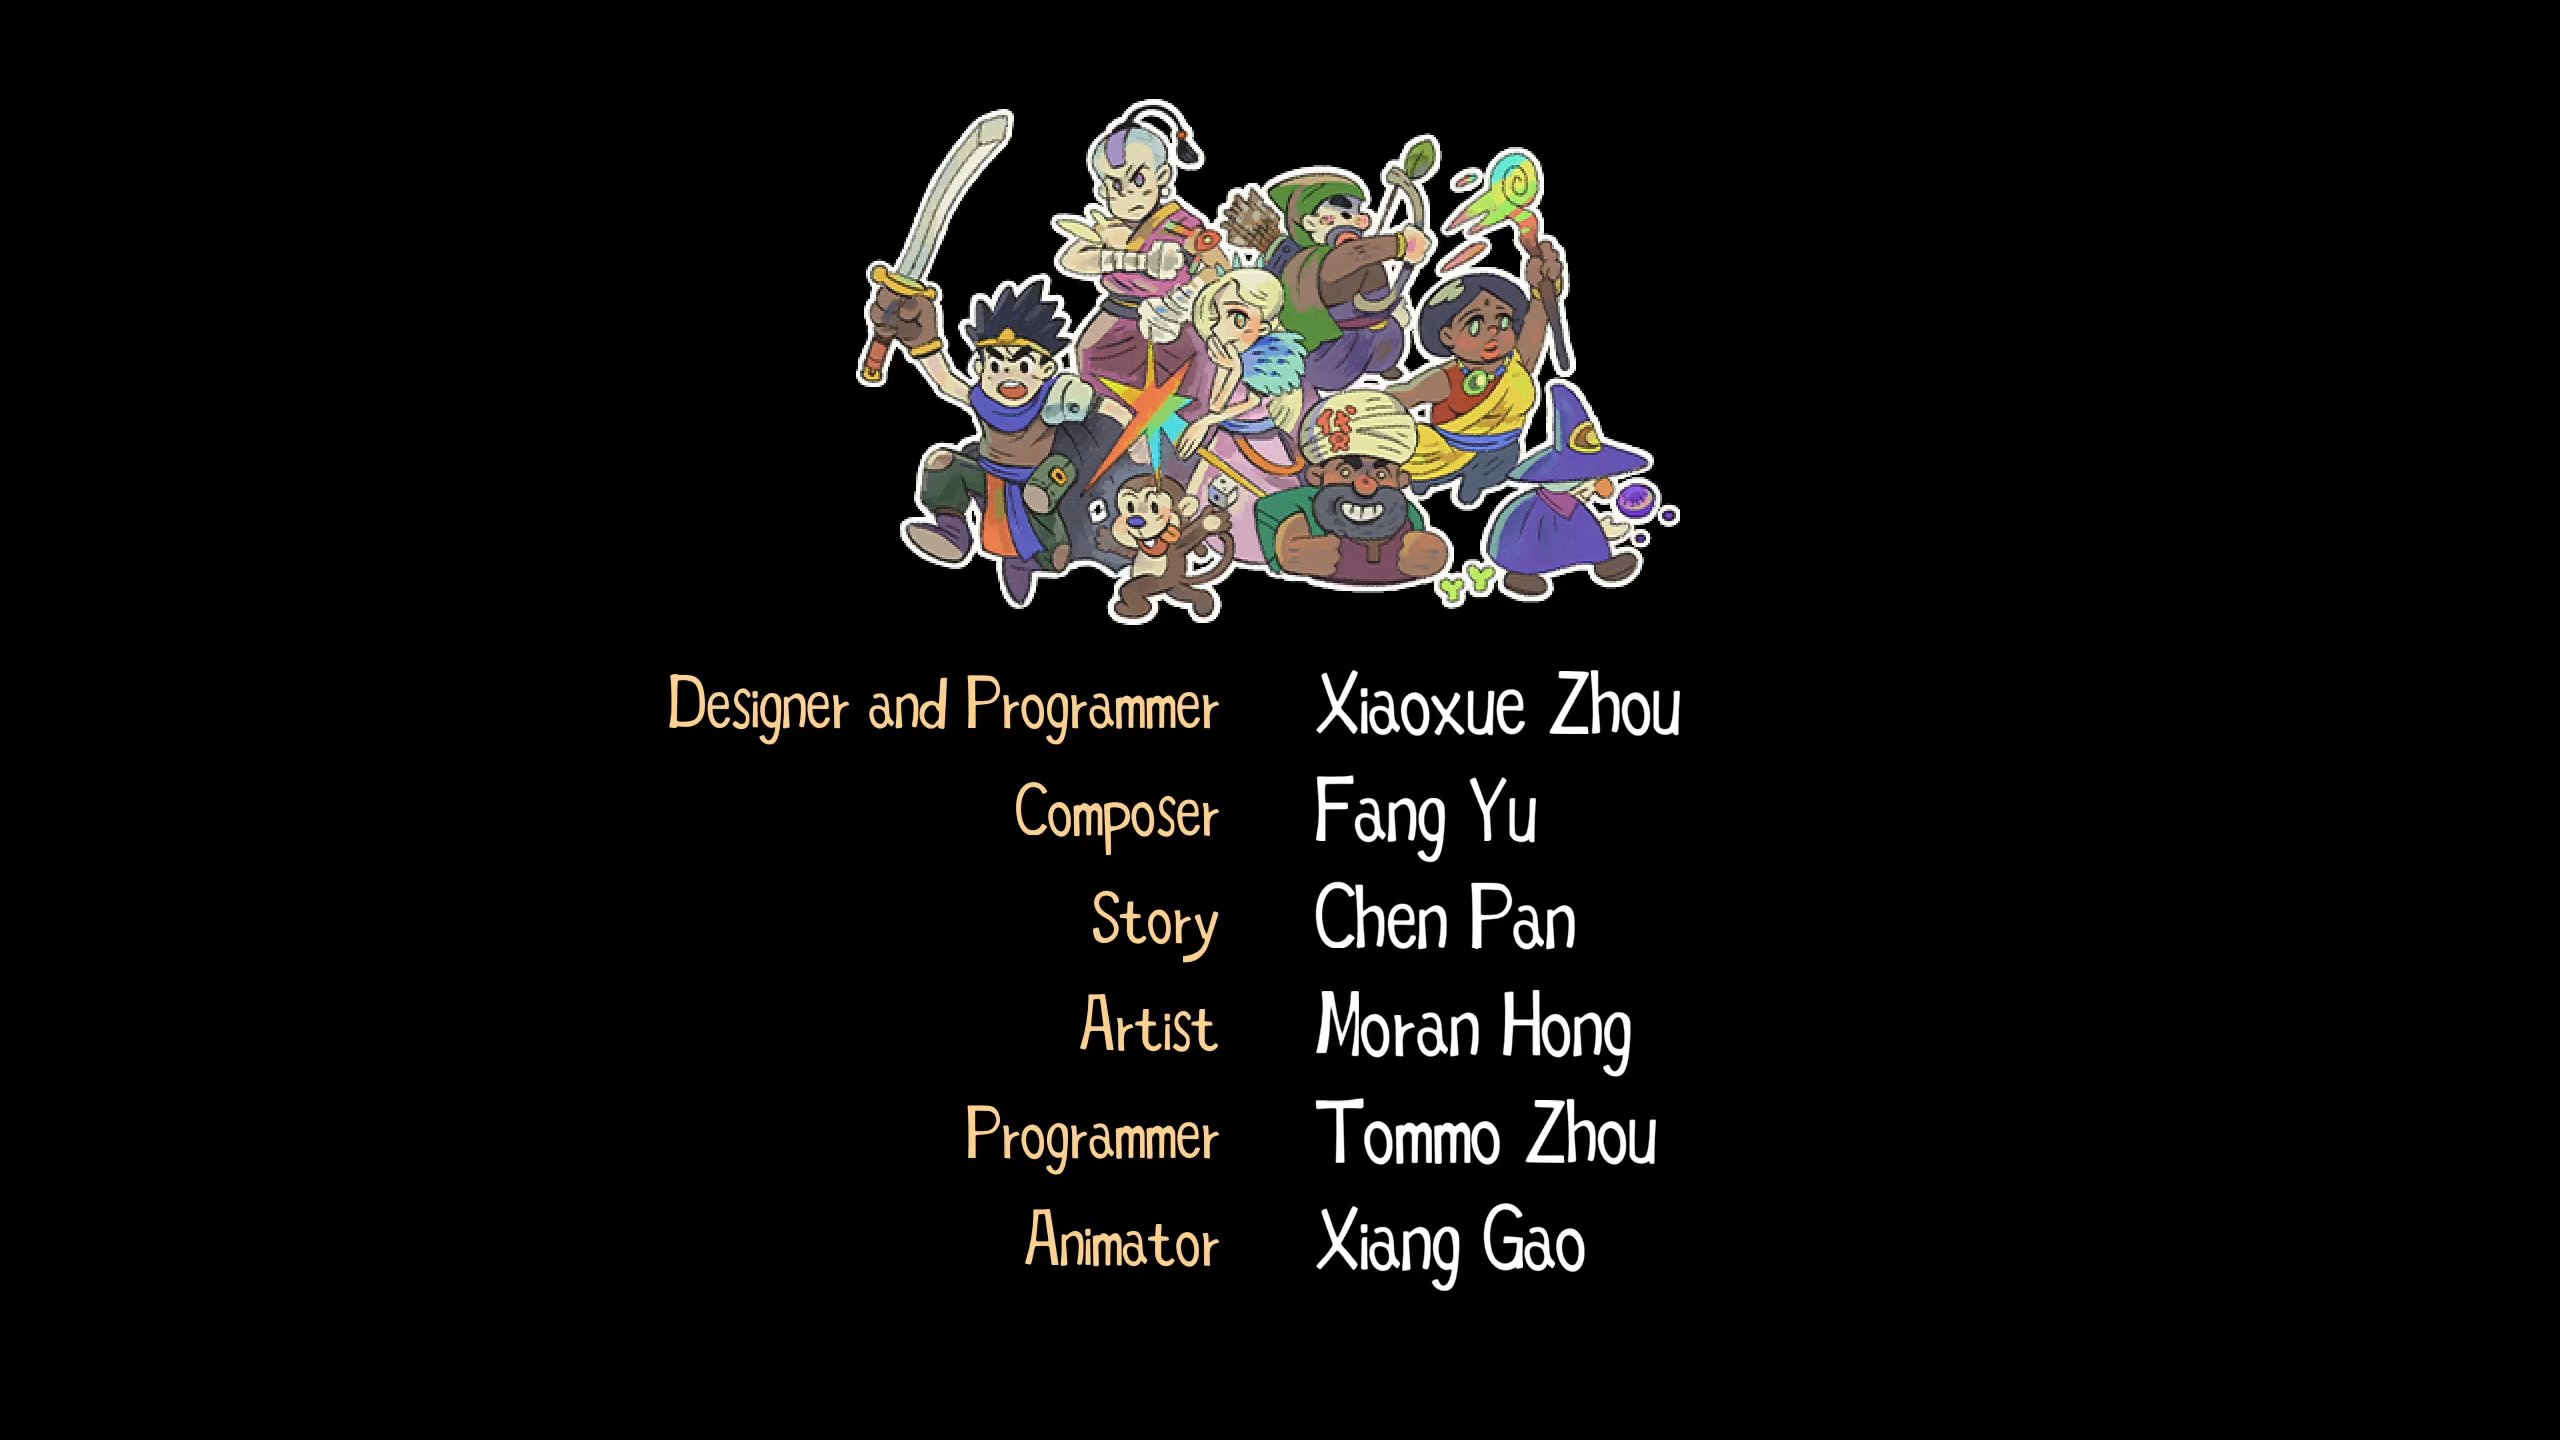 Designer and Programmer Xiaoxue Zhou
Composer Fang Yu
Story Chen Pan
Artist Moran Hong
Programmer Tommo Zhou
Animator Xiang Gao